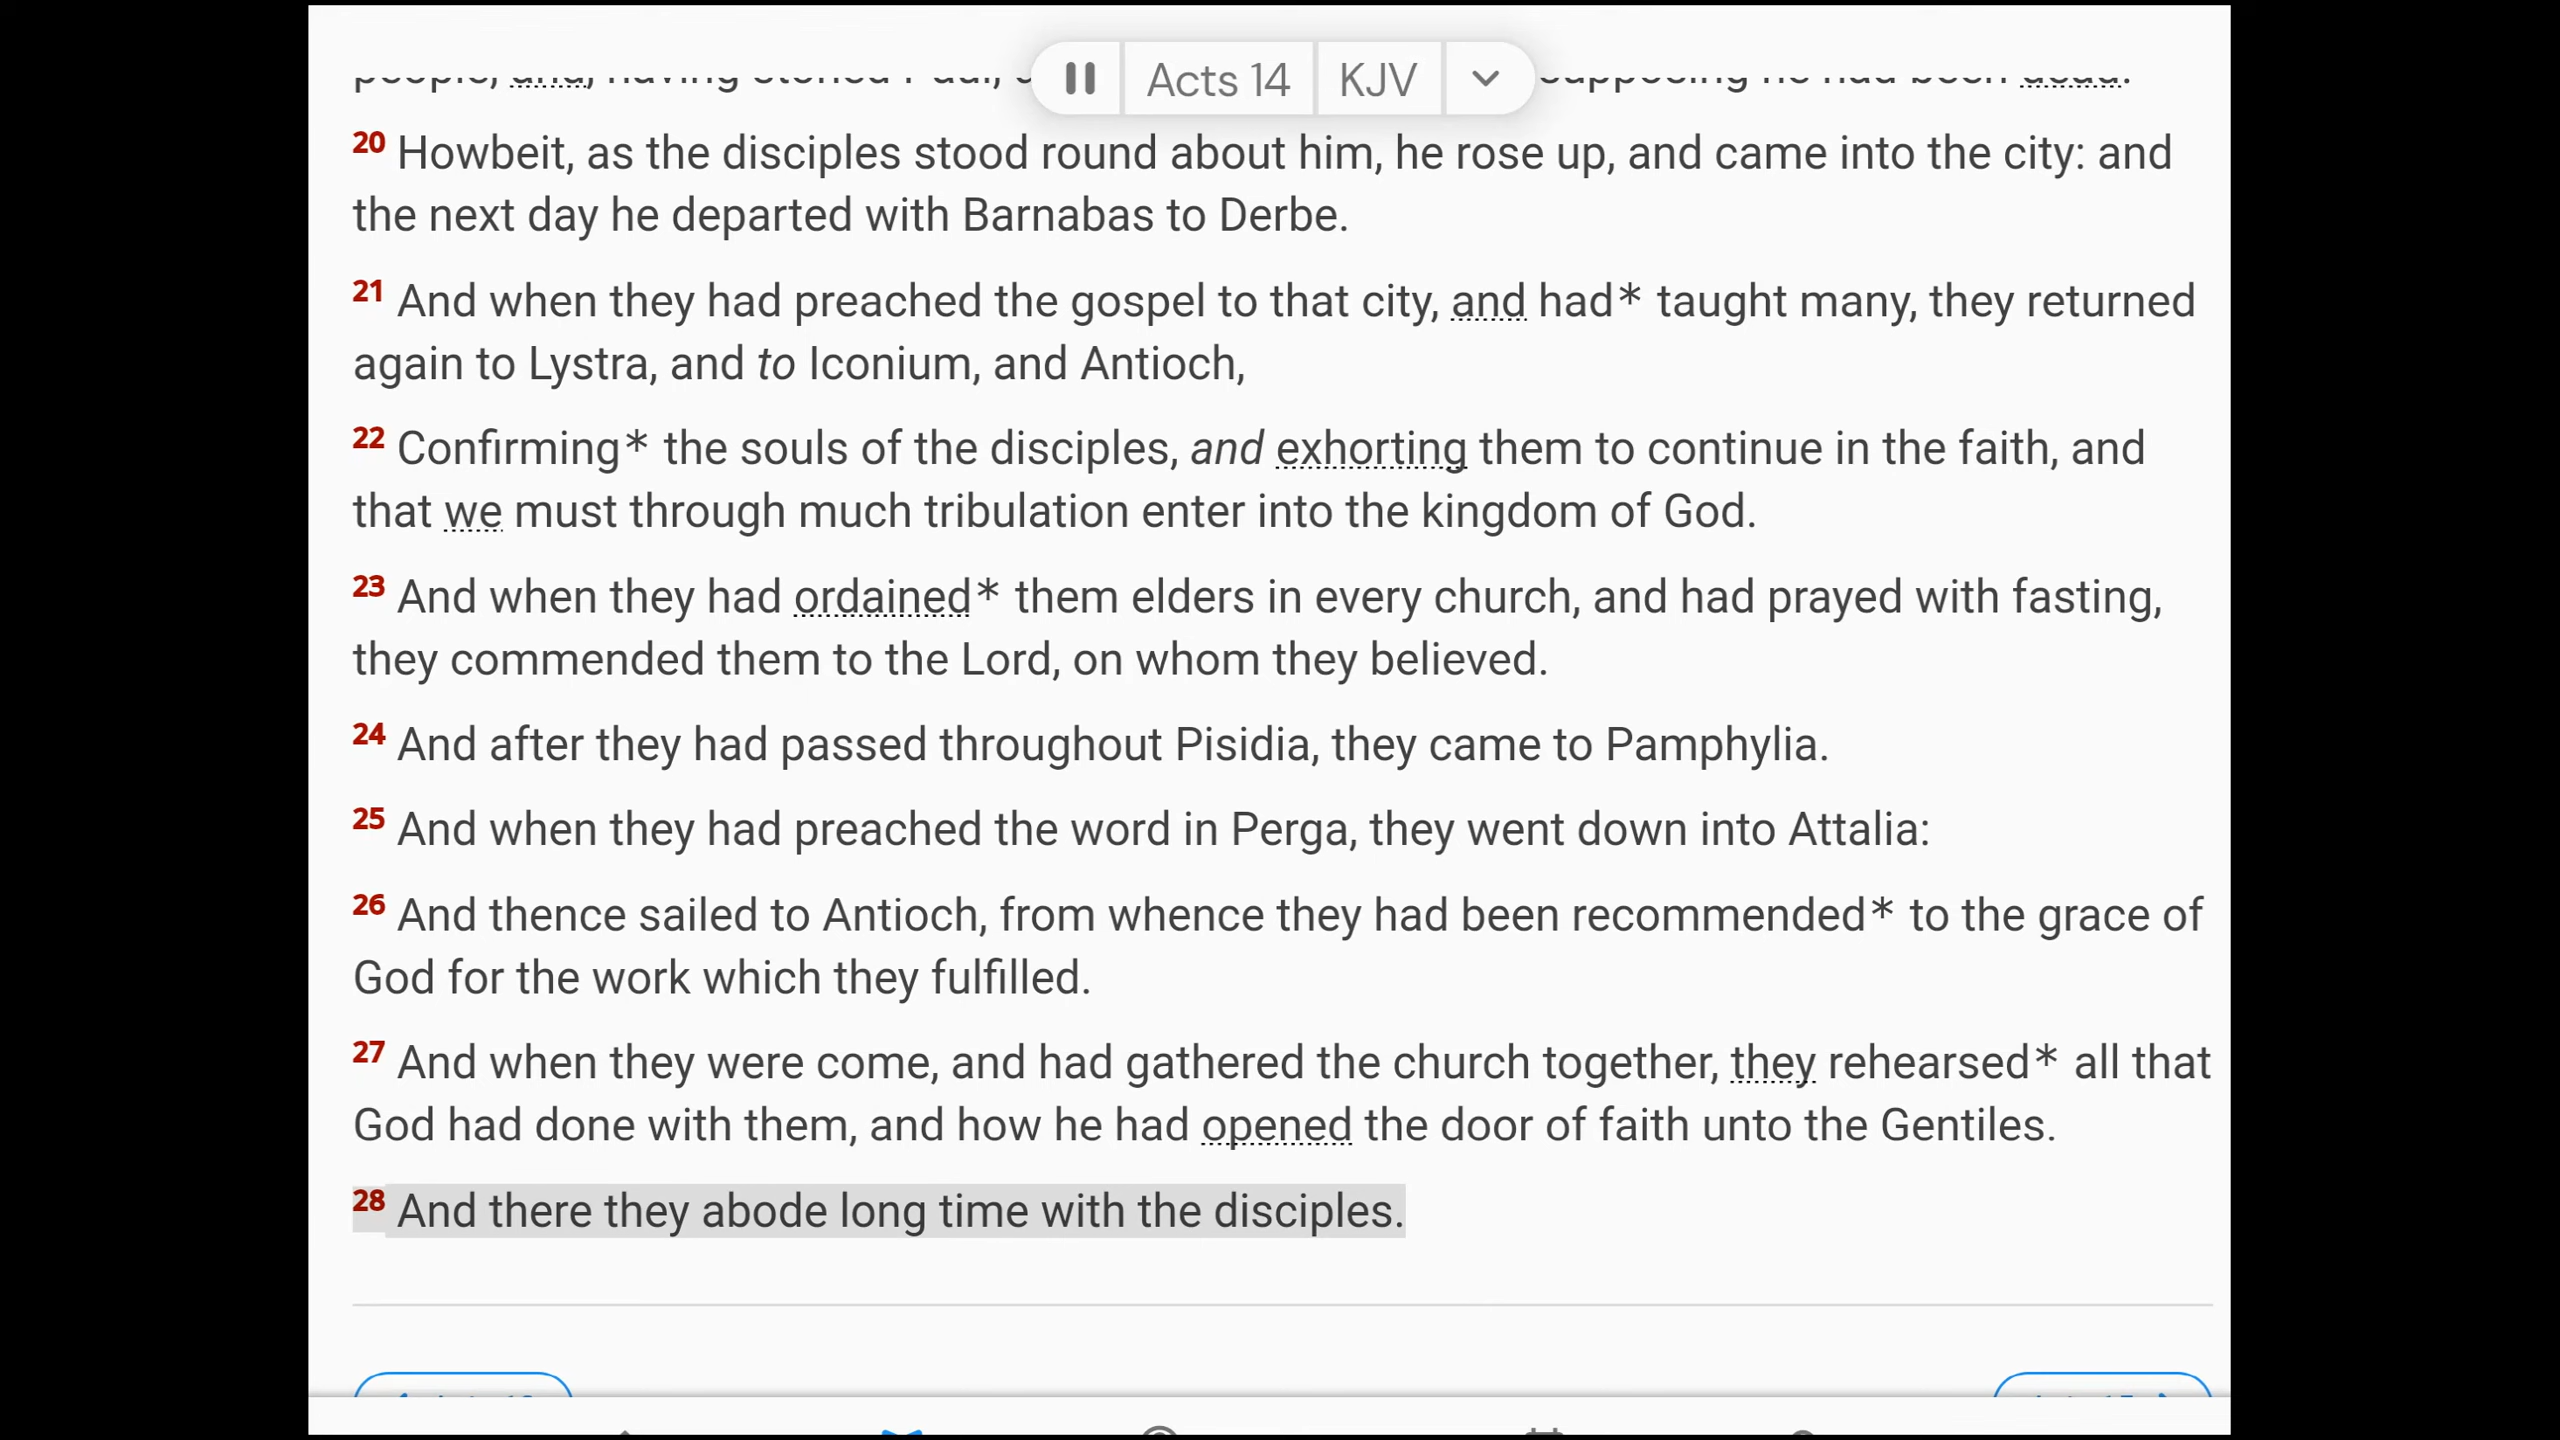 Acts 14 KJV
people, and, having stoned Paul, supposing he had been dead.
20 Howbeit, as the disciples stood round about him, he rose up, and came into the city: and
the next day he departed with Barnabas to Derbe.
21 And when they had preached the gospel to that city, and had* taught many, they returned
again to Lystra, and to Iconium, and Antioch,
22 Confirming* the souls of the disciples, and exhorting them to continue in the faith, and
that we must through much tribulation enter into the kingdom of God.
23 And when they had ordained* them elders in every church, and had prayed with fasting,
they commended them to the Lord, on whom they believed.
24 And after they had passed throughout Pisidia, they came to Pamphylia.
25 And when they had preached the word in Perga, they went down into Attalia:
26 And thence sailed to Antioch, from whence they had been recommended* to the grace of
God for the work which they fulfilled.
27 And when they were come, and had gathered the church together, they rehearsed* all that
God had done with them, and how he had opened the door of faith unto the Gentiles.
28 And there they abode long time with the disciples.